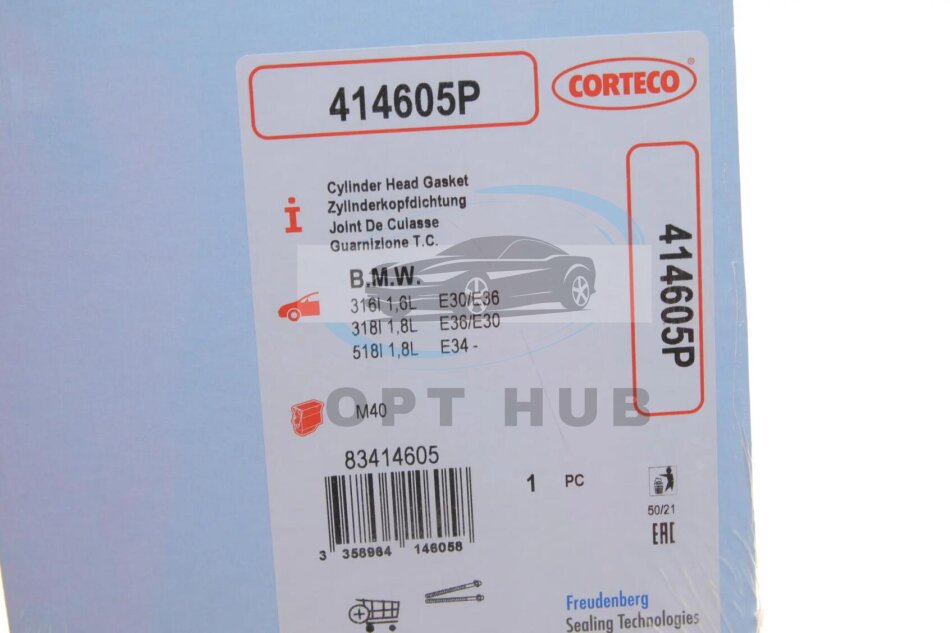 414605P
CORTECO®
Cylinder Head Gasket
Zylinderkopfdichtung
Joint De Culasse
Guarnizione T.C.
B.M.W.
316I 1,6L E30/E36
318I 1,8L E36/E30
518I 1,8L E34 -
414605P
OPT HUB
M40
83414605
1 PC
3 358964 146058
50/21
EAC
Freudenberg
Sealing Technologies